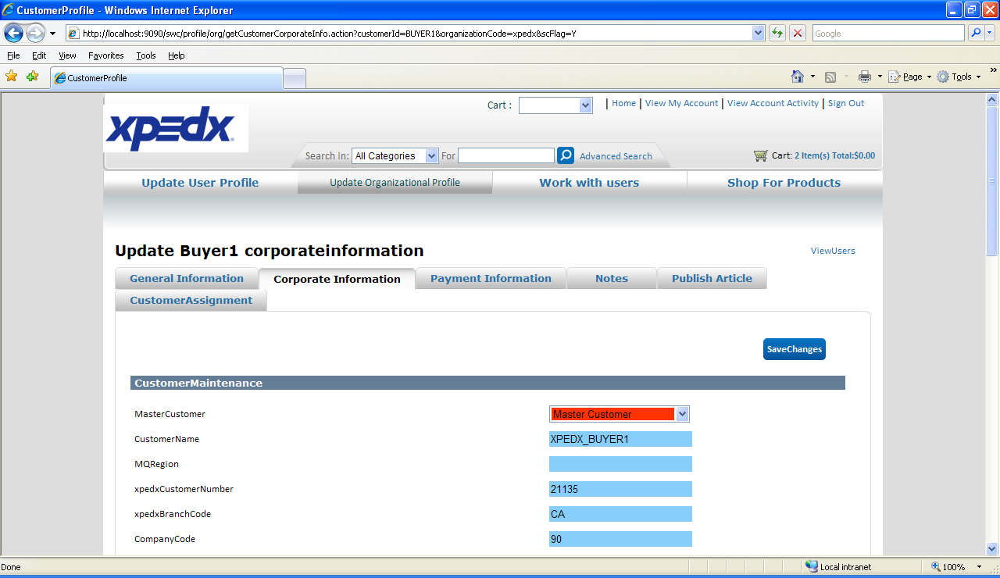 CustomerProfile - Windows Internet Explorer
http://localhost:9090/swc/profile/org/getCustomerCorporateInfo.action?customerId=BUYER1&organizationCode=xpedx&scFlag=Y
Google
File Edit View Favorites Tools Help
CustomerProfile
Page Tools »
xpedx
Cart :
Home | View My Account | View Account Activity | Sign Out
Search In: All Categories For Advanced Search
Cart: 2 Item(s) Total:$0.00
Update User Profile Update Organizational Profile Work with users Shop For Products
Update Buyer1 corporateinformation
ViewUsers
General Information Corporate Information Payment Information Notes Publish Article
CustomerAssignment
SaveChanges
CustomerMaintenance
MasterCustomer Master Customer
CustomerName XPEDX_BUYER1
MQRegion
xpedxCustomerNumber 21135
xpedxBranchCode CA
CompanyCode 90
Done Local intranet 100%